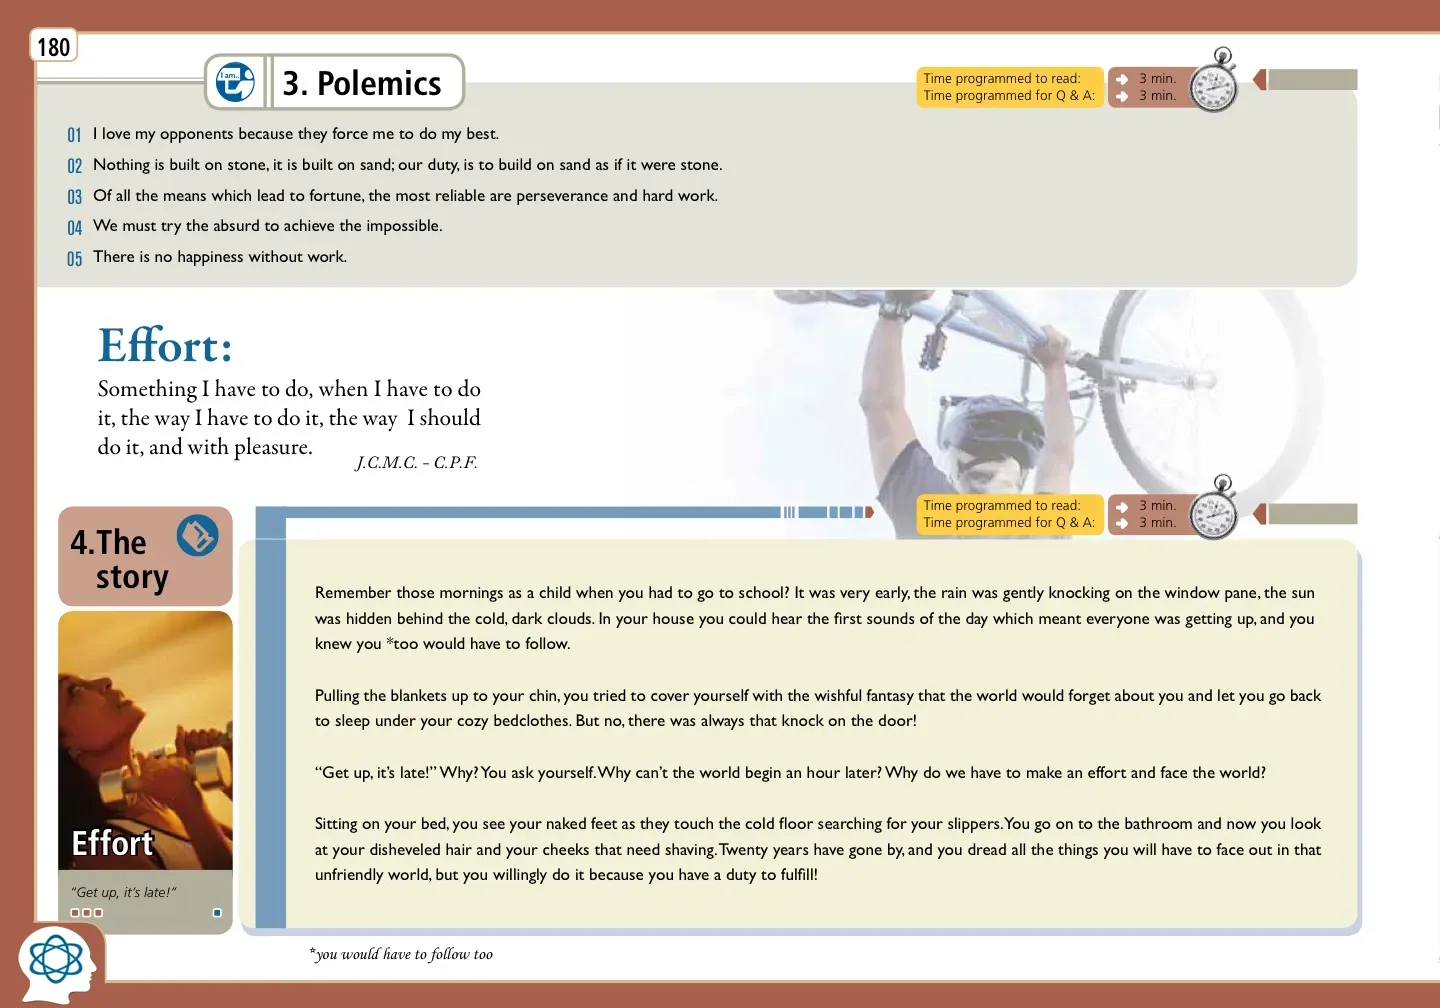 180
I am..
3. Polemics
Time programmed to read: 3 min.
Time programmed for Q & A: 3 min.
01 I love my opponents because they force me to do my best.
02 Nothing is built on stone, it is built on sand; our duty, is to build on sand as if it were stone.
03 Of all the means which lead to fortune, the most reliable are perseverance and hard work.
04 We must try the absurd to achieve the impossible.
05 There is no happiness without work.
Effort:
Something I have to do, when I have to do
it, the way I have to do it, the way I should
do it, and with pleasure.
J.C.M.C. - C.P.F.
Time programmed to read: 3 min.
Time programmed for Q & A: 3 min.
4.The
story
Effort
"Get up, it's late!"
Remember those mornings as a child when you had to go to school? It was very early, the rain was gently knocking on the window pane, the sun
was hidden behind the cold, dark clouds. In your house you could hear the first sounds of the day which meant everyone was getting up, and you
knew you *too would have to follow.
Pulling the blankets up to your chin, you tried to cover yourself with the wishful fantasy that the world would forget about you and let you go back
to sleep under your cozy bedclothes. But no, there was always that knock on the door!
“Get up, it’s late!” Why? You ask yourself. Why can’t the world begin an hour later? Why do we have to make an effort and face the world?
Sitting on your bed, you see your naked feet as they touch the cold floor searching for your slippers. You go on to the bathroom and now you look
at your disheveled hair and your cheeks that need shaving. Twenty years have gone by, and you dread all the things you will have to face out in that
unfriendly world, but you willingly do it because you have a duty to fulfill!
*you would have to follow too